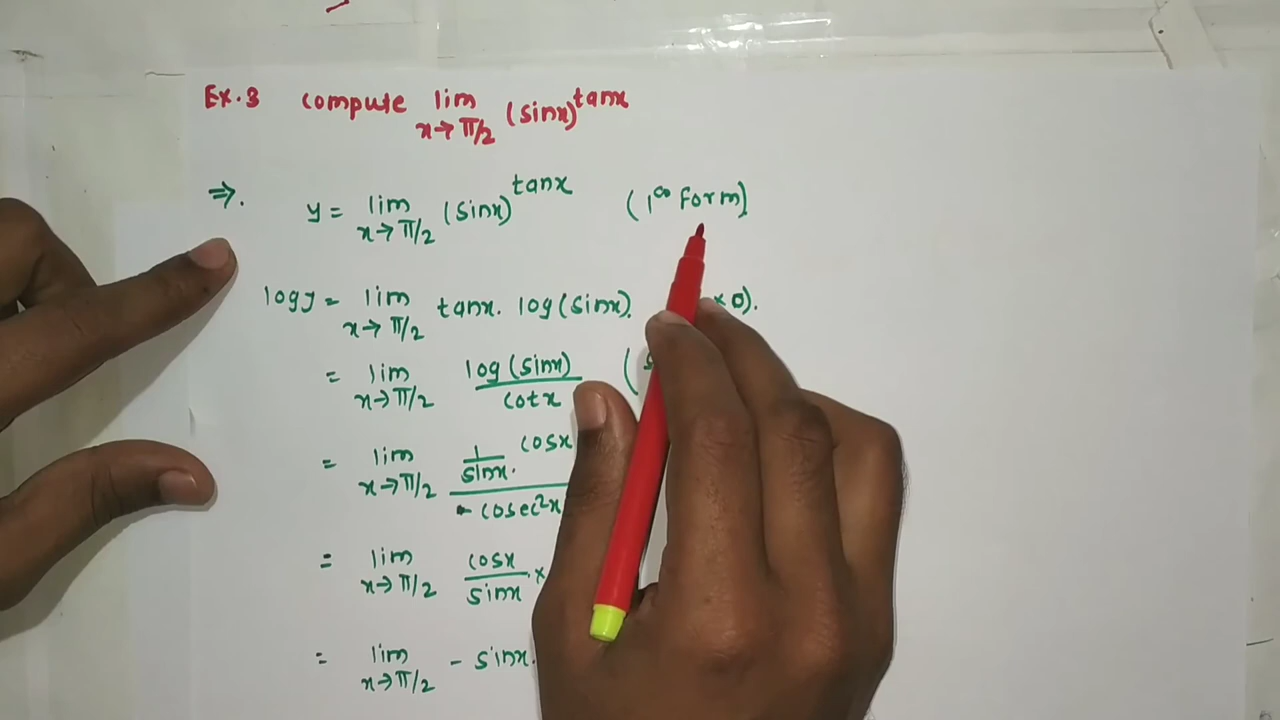 Ex.3 compute lim x→π/2 (sinx)^tanx
⇒. y = lim x→π/2 (sinx)^tanx (1^∞ form)
logy = lim x→π/2 tanx. log(sinx). × 0).
= lim x→π/2 log(sinx) / cotx (
= lim x→π/2 1/sinx. cosx / - cosec²x
= lim x→π/2 cosx/sinx . ×
= lim x→π/2 - sinx.